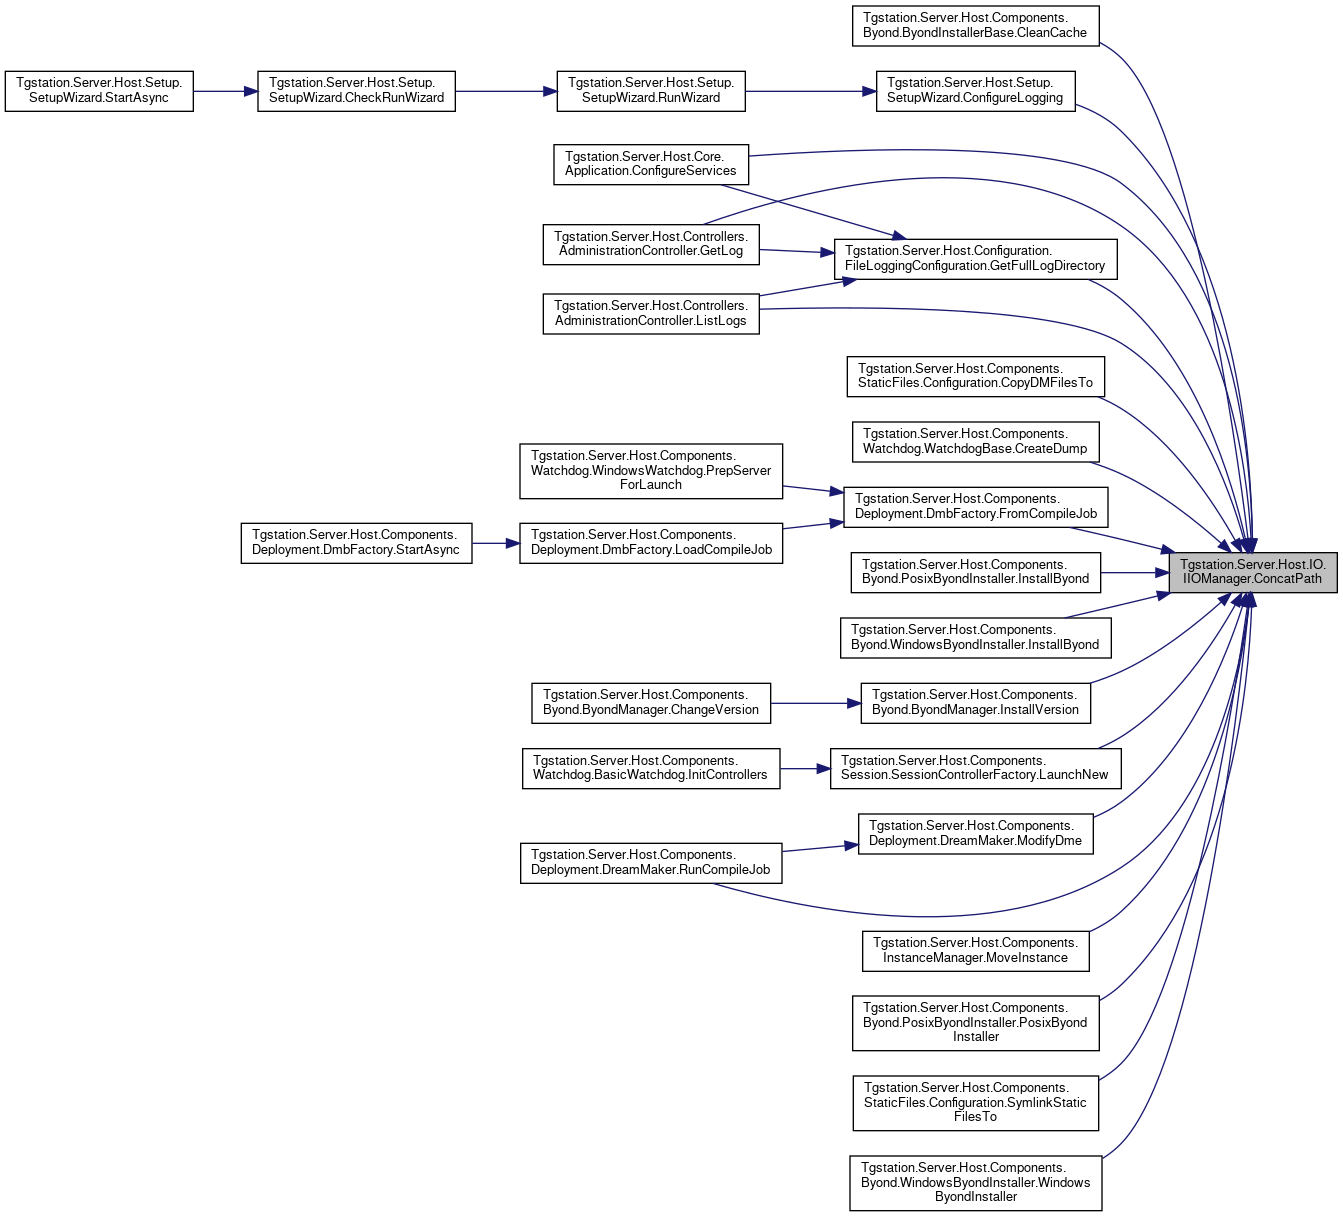 Tgstation.Server.Host.Components.
Byond.ByondInstallerBase.CleanCache
Tgstation.Server.Host.Setup.
SetupWizard.StartAsync
Tgstation.Server.Host.Setup.
SetupWizard.CheckRunWizard
Tgstation.Server.Host.Setup.
SetupWizard.RunWizard
Tgstation.Server.Host.Setup.
SetupWizard.ConfigureLogging
Tgstation.Server.Host.Core.
Application.ConfigureServices
Tgstation.Server.Host.Controllers.
AdministrationController.GetLog
Tgstation.Server.Host.Configuration.
FileLoggingConfiguration.GetFullLogDirectory
Tgstation.Server.Host.Controllers.
AdministrationController.ListLogs
Tgstation.Server.Host.Components.
StaticFiles.Configuration.CopyDMFilesTo
Tgstation.Server.Host.Components.
Watchdog.WatchdogBase.CreateDump
Tgstation.Server.Host.Components.
Watchdog.WindowsWatchdog.PrepServer
ForLaunch
Tgstation.Server.Host.Components.
Deployment.DmbFactory.FromCompileJob
Tgstation.Server.Host.Components.
Deployment.DmbFactory.StartAsync
Tgstation.Server.Host.Components.
Deployment.DmbFactory.LoadCompileJob
Tgstation.Server.Host.Components.
Byond.PosixByondInstaller.InstallByond
Tgstation.Server.Host.IO.
IIOManager.ConcatPath
Tgstation.Server.Host.Components.
Byond.WindowsByondInstaller.InstallByond
Tgstation.Server.Host.Components.
Byond.ByondManager.ChangeVersion
Tgstation.Server.Host.Components.
Byond.ByondManager.InstallVersion
Tgstation.Server.Host.Components.
Watchdog.BasicWatchdog.InitControllers
Tgstation.Server.Host.Components.
Session.SessionControllerFactory.LaunchNew
Tgstation.Server.Host.Components.
Deployment.DreamMaker.ModifyDme
Tgstation.Server.Host.Components.
Deployment.DreamMaker.RunCompileJob
Tgstation.Server.Host.Components.
InstanceManager.MoveInstance
Tgstation.Server.Host.Components.
Byond.PosixByondInstaller.PosixByond
Installer
Tgstation.Server.Host.Components.
StaticFiles.Configuration.SymlinkStatic
FilesTo
Tgstation.Server.Host.Components.
Byond.WindowsByondInstaller.Windows
ByondInstaller